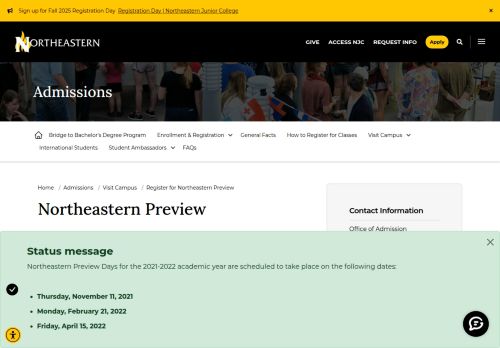 Sign up for Fall 2025 Registration Day Registration Day | Northeastern Junior College ×
NORTHEASTERN
GIVE ACCESS NJC REQUEST INFO Apply
Admissions
Bridge to Bachelor's Degree Program Enrollment & Registration General Facts How to Register for Classes Visit Campus
International Students Student Ambassadors FAQs
Home / Admissions / Visit Campus / Register for Northeastern Preview
Northeastern Preview
Contact Information
Office of Admission
Status message
Northeastern Preview Days for the 2021-2022 academic year are scheduled to take place on the following dates:
• Thursday, November 11, 2021
• Monday, February 21, 2022
• Friday, April 15, 2022